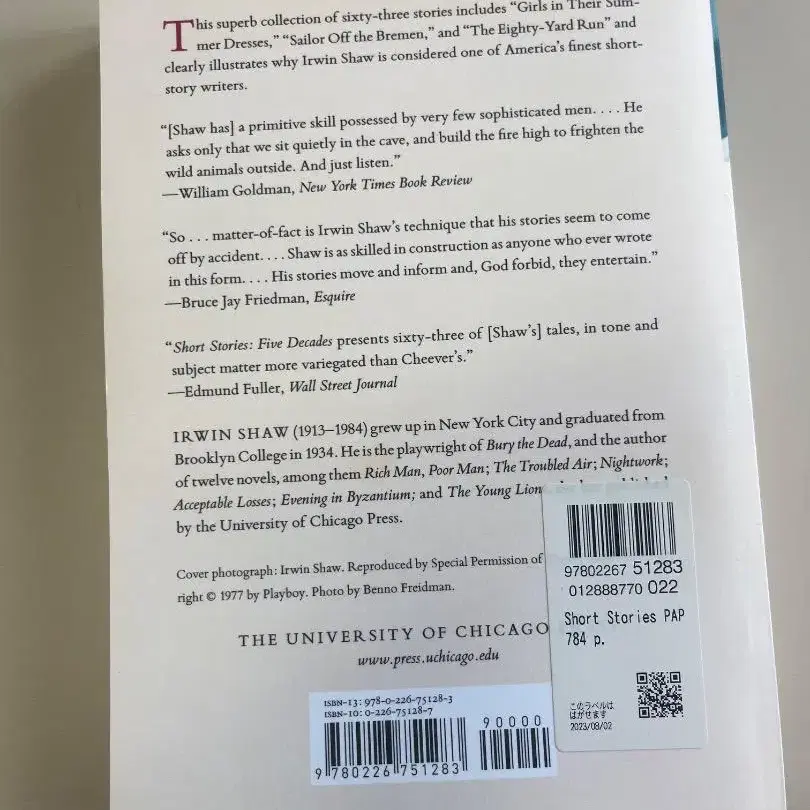 This superb collection of sixty-three stories includes “Girls in Their Sum-
mer Dresses,” “Sailor Off the Bremen,” and “The Eighty-Yard Run” and
clearly illustrates why Irwin Shaw is considered one of America’s finest short-
story writers.
“[Shaw has] a primitive skill possessed by very few sophisticated men. . . . He
asks only that we sit quietly in the cave, and build the fire high to frighten the
wild animals outside. And just listen.”
—William Goldman, New York Times Book Review
“So . . . matter-of-fact is Irwin Shaw’s technique that his stories seem to come
off by accident. . . . Shaw is as skilled in construction as anyone who ever wrote
in this form. . . . His stories move and inform and, God forbid, they entertain.”
—Bruce Jay Friedman, Esquire
“Short Stories: Five Decades presents sixty-three of [Shaw’s] tales, in tone and
subject matter more variegated than Cheever’s.”
—Edmund Fuller, Wall Street Journal
IRWIN SHAW (1913–1984) grew up in New York City and graduated from
Brooklyn College in 1934. He is the playwright of Bury the Dead, and the author
of twelve novels, among them Rich Man, Poor Man; The Troubled Air; Nightwork;
Acceptable Losses; Evening in Byzantium; and The Young Lion
by the University of Chicago Press.
Cover photograph: Irwin Shaw. Reproduced by Special Permission of
right © 1977 by Playboy. Photo by Benno Freidman.
THE UNIVERSITY OF CHICAGO
www.press.uchicago.edu
ISBN-13: 978-0-226-75128-3
ISBN-10: 0-226-75128-7
90000
9 780226 751283
97802267 51283
012888770 022
Short Stories PAP
784 p.
このラベルは
はがせます
2023/08/02